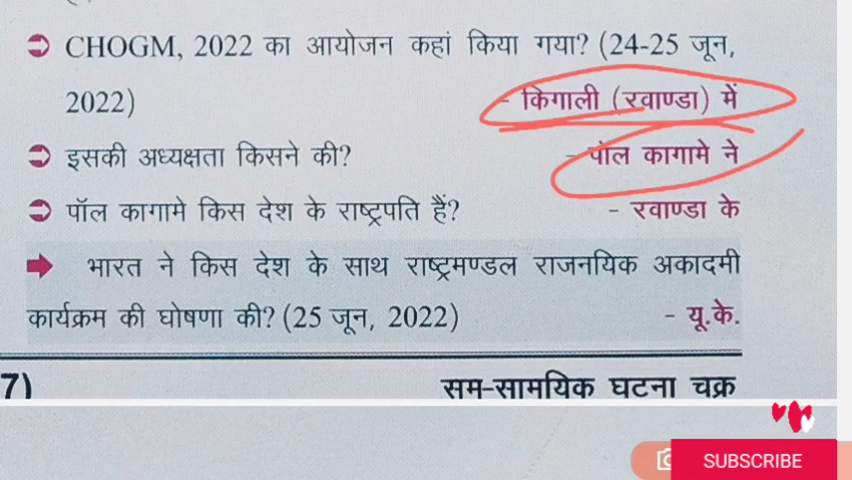 ⮊ CHOGM, 2022 का आयोजन कहां किया गया? (24-25 जून,
2022) - किगाली (रवाण्डा) में
⮊ इसकी अध्यक्षता किसने की? - पॉल कागामे ने
⮊ पॉल कागामे किस देश के राष्ट्रपति हैं? - रवाण्डा के
➡ भारत ने किस देश के साथ राष्ट्रमण्डल राजनयिक अकादमी
कार्यक्रम की घोषणा की? (25 जून, 2022) - यू.के.
7) सम-सामयिक घटना चक्र
SUBSCRIBE